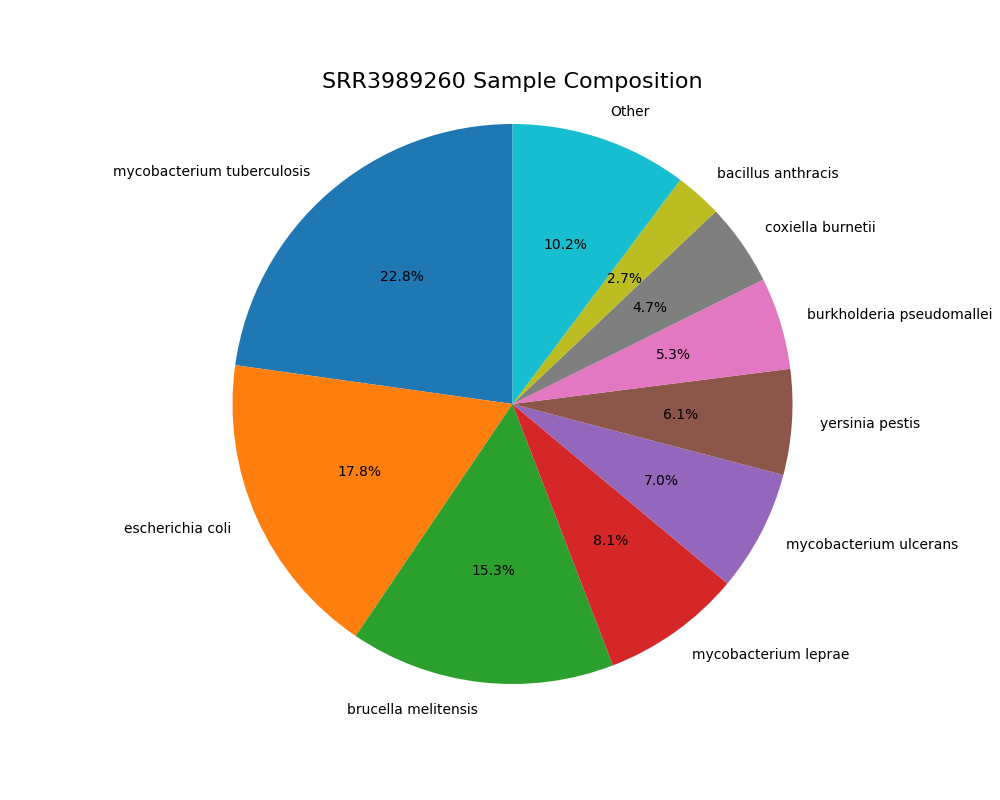 SRR3989260 Sample Composition
Other
bacillus anthracis
mycobacterium tuberculosis
coxiella burnetii
10.2%
22.8%
2.7%
4.7%
burkholderia pseudomallei
5.3%
6.1%
yersinia pestis
17.8%
7.0%
escherichia coli
8.1%
mycobacterium ulcerans
15.3%
mycobacterium leprae
brucella melitensis